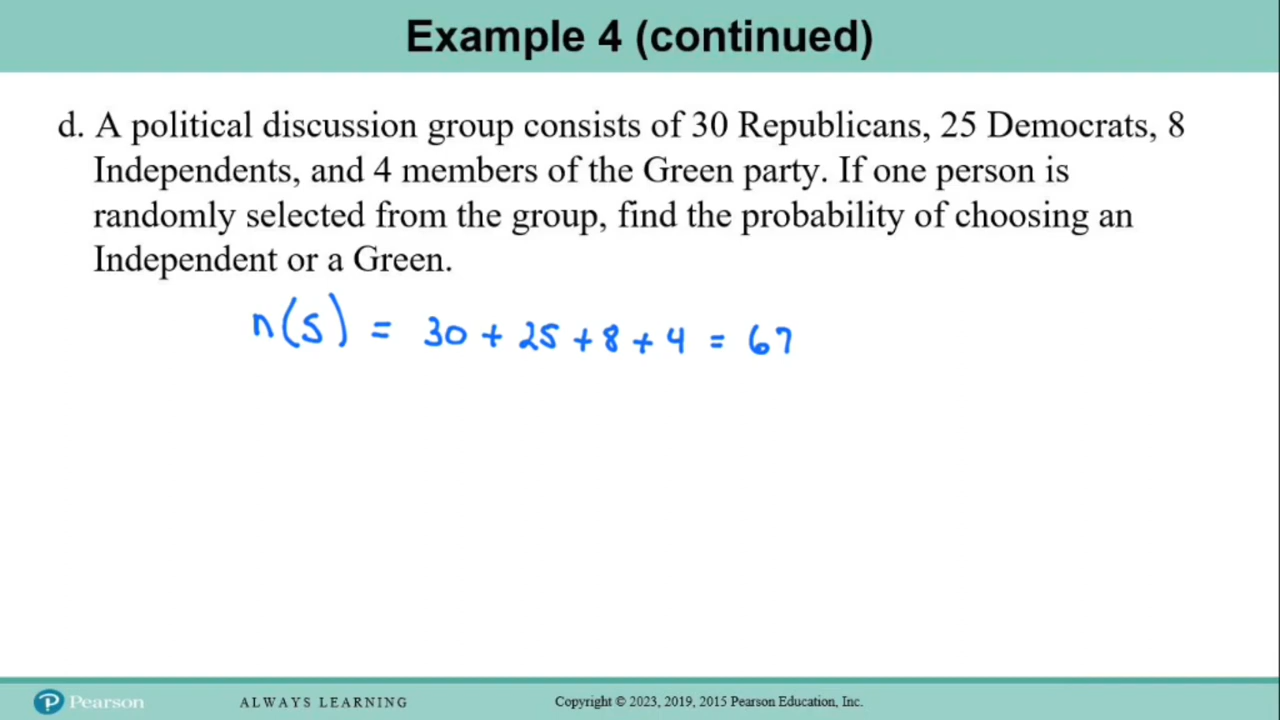 Example 4 (continued)
d. A political discussion group consists of 30 Republicans, 25 Democrats, 8
Independents, and 4 members of the Green party. If one person is
randomly selected from the group, find the probability of choosing an
Independent or a Green.
n(S) = 30 + 25 + 8 + 4 = 67
P Pearson
ALWAYS LEARNING
Copyright © 2023, 2019, 2015 Pearson Education, Inc.